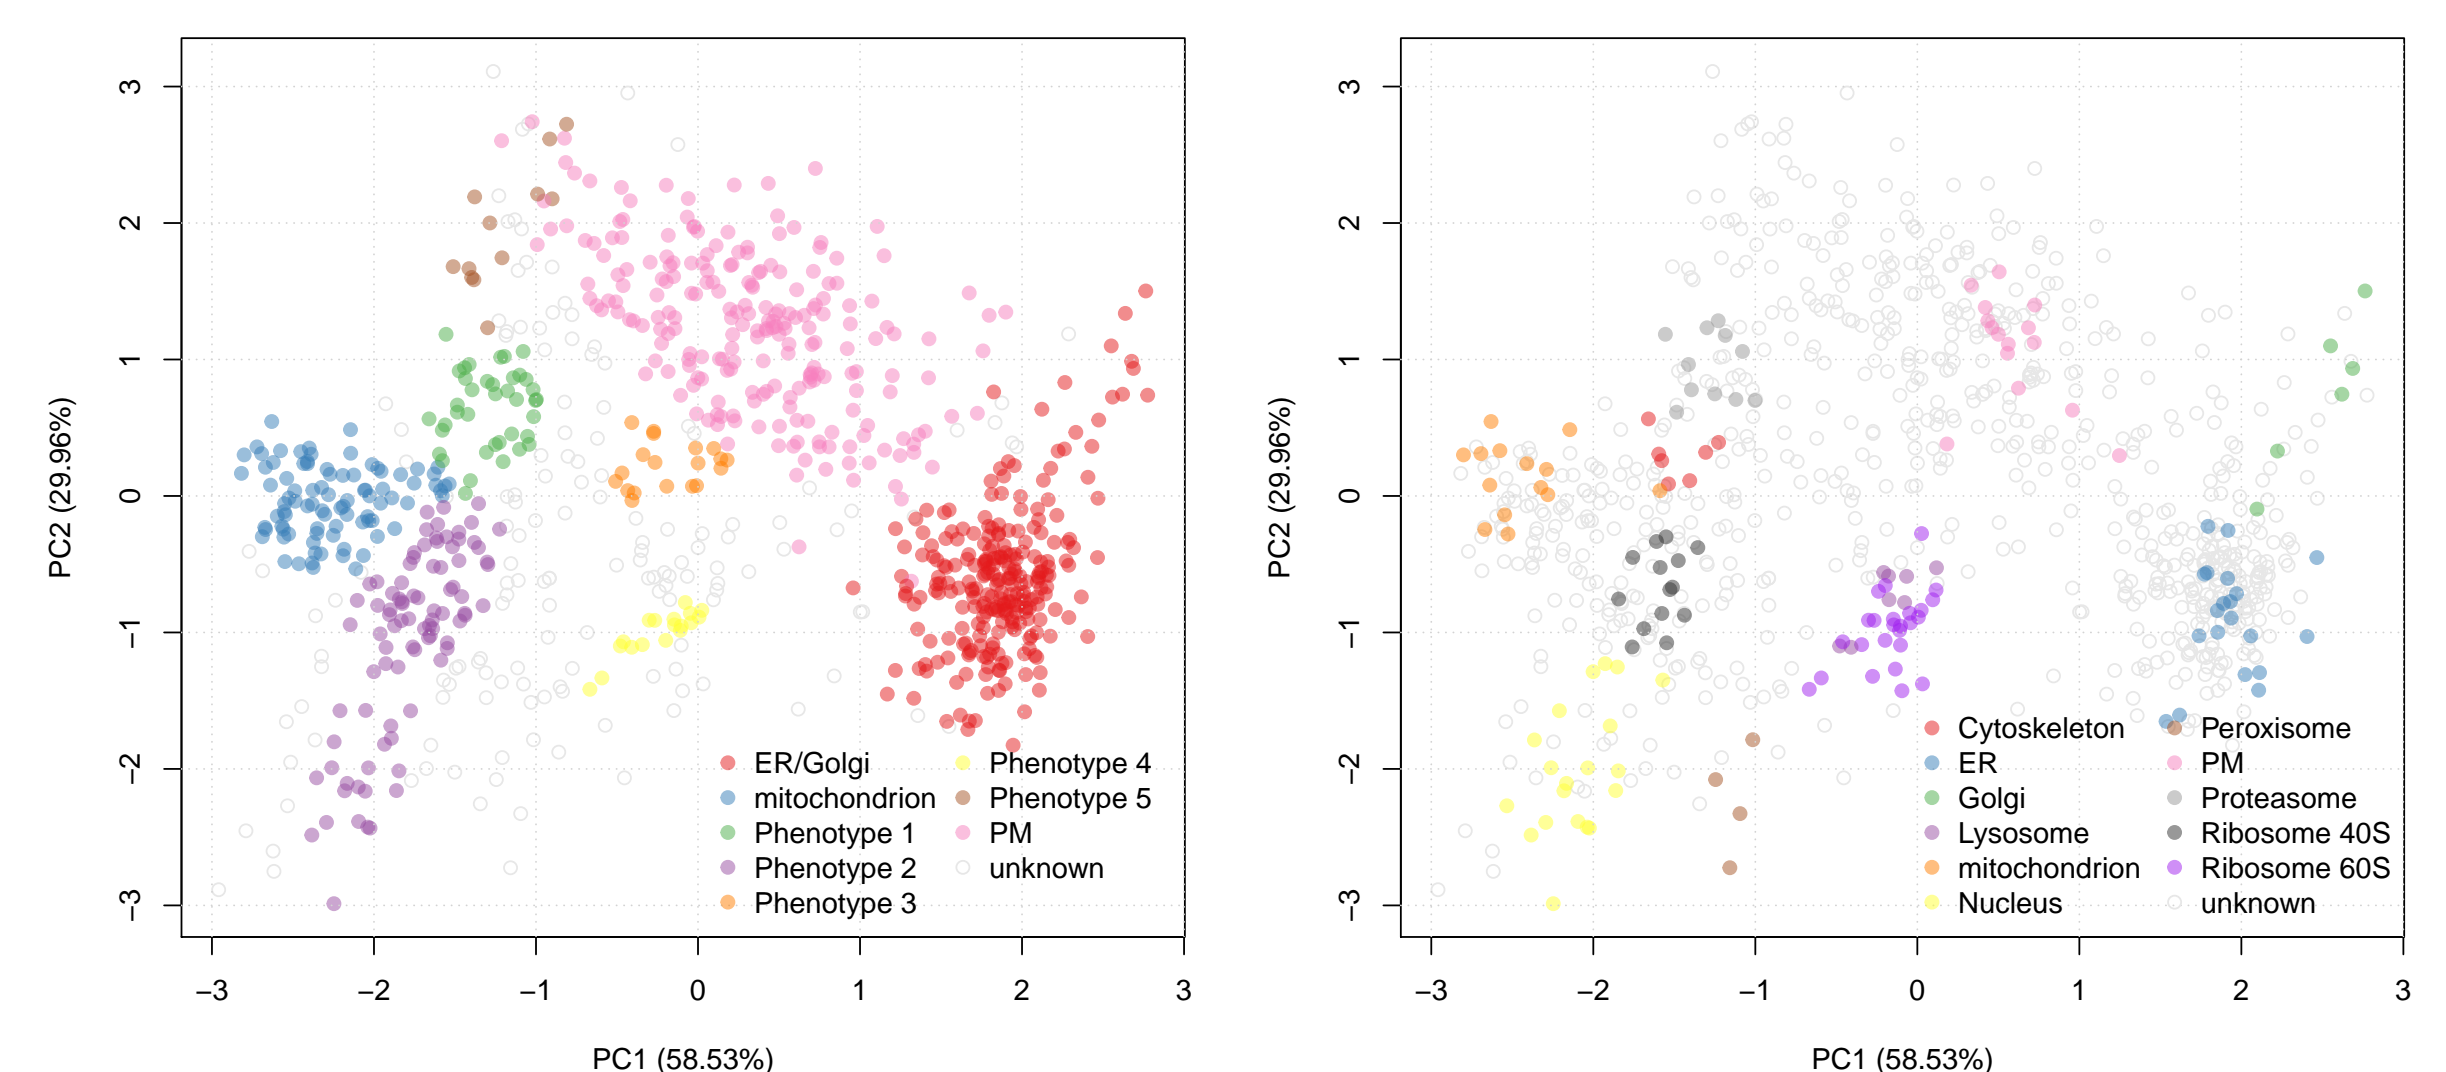 3
2
1
0
−1
−2
−3
PC2 (29.96%)
ER/Golgi
mitochondrion
Phenotype 1
Phenotype 2
Phenotype 3
Phenotype 4
Phenotype 5
PM
unknown
−3
−2
−1
0
1
2
3
PC1 (58.53%)
3
2
1
0
−1
−2
−3
PC2 (29.96%)
Cytoskeleton
ER
Golgi
Lysosome
mitochondrion
Nucleus
Peroxisome
PM
Proteasome
Ribosome 40S
Ribosome 60S
unknown
−3
−2
−1
0
1
2
3
PC1 (58.53%)